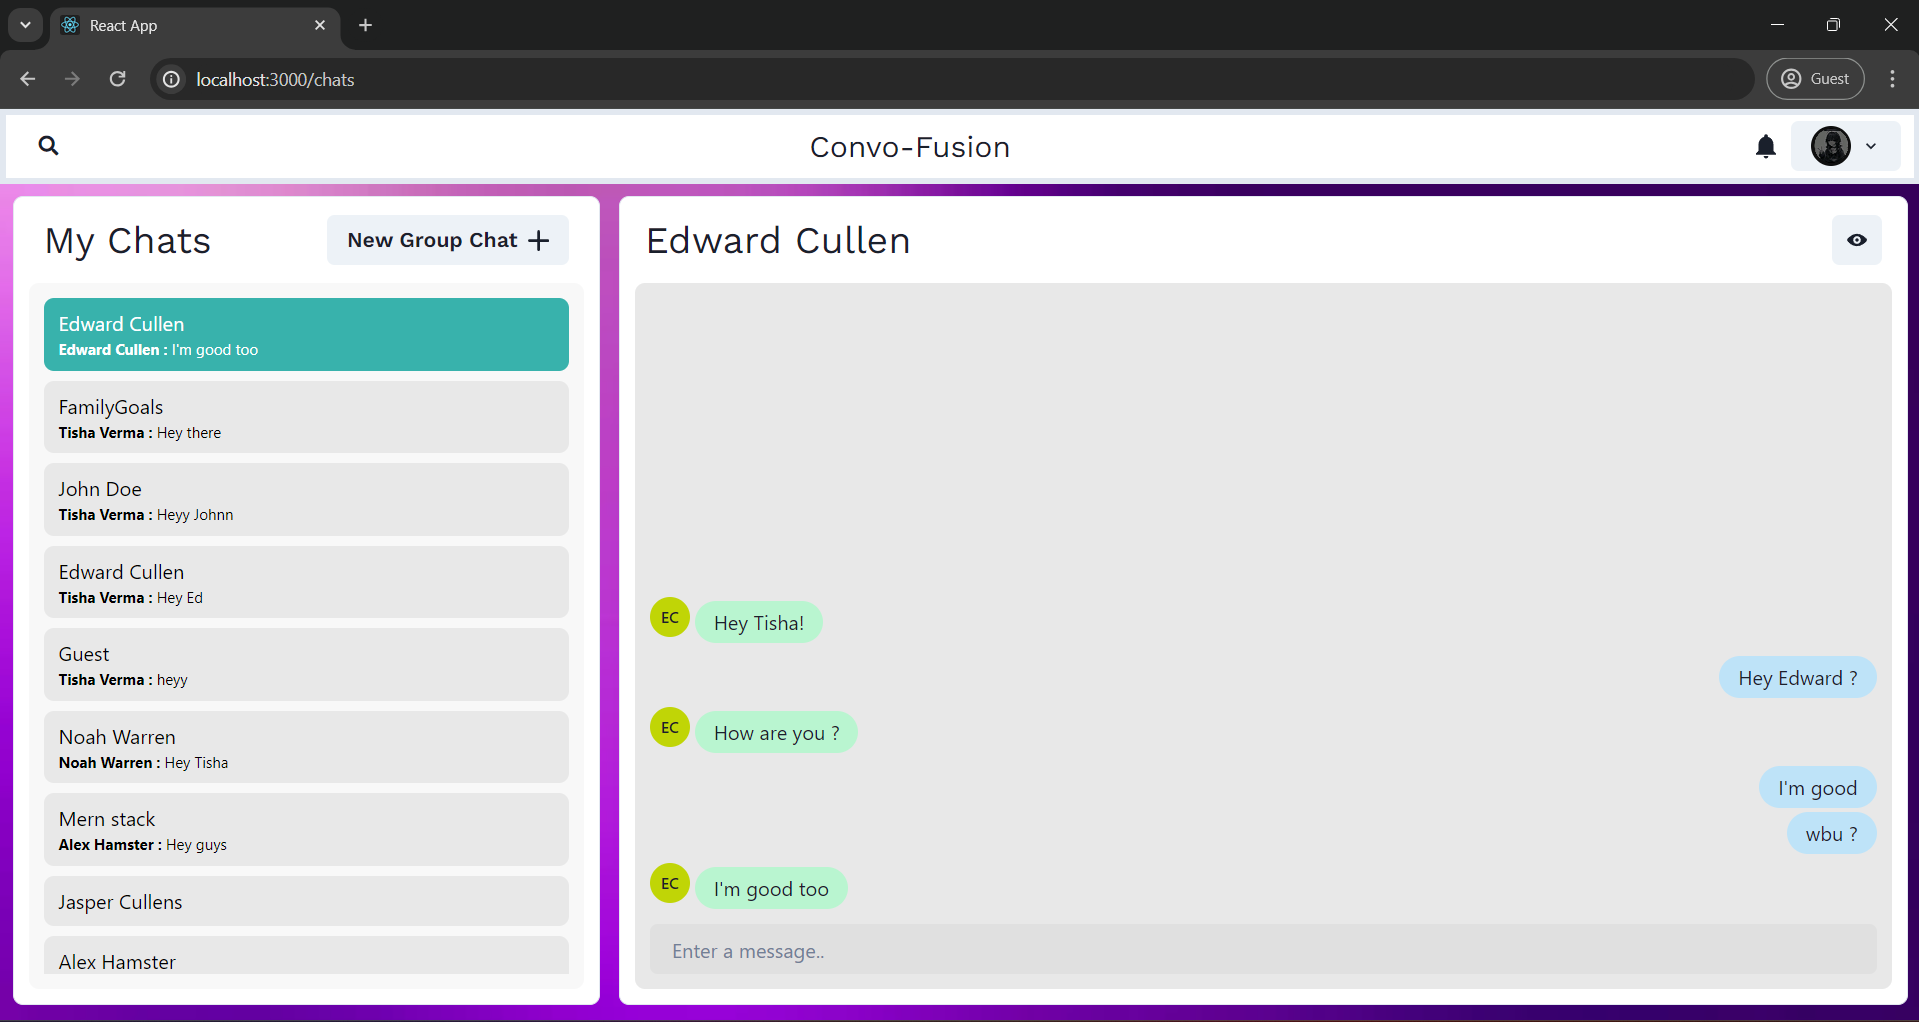 React App
localhost:3000/chats
Guest
Convo-Fusion
My Chats
New Group Chat
Edward Cullen
Edward Cullen : I'm good too
FamilyGoals
Tisha Verma : Hey there
John Doe
Tisha Verma : Heyy Johnn
Edward Cullen
Tisha Verma : Hey Ed
Guest
Tisha Verma : heyy
Noah Warren
Noah Warren : Hey Tisha
Mern stack
Alex Hamster : Hey guys
Jasper Cullens
Alex Hamster
Edward Cullen
EC
Hey Tisha!
Hey Edward ?
EC
How are you ?
I'm good
wbu ?
EC
I'm good too
Enter a message..